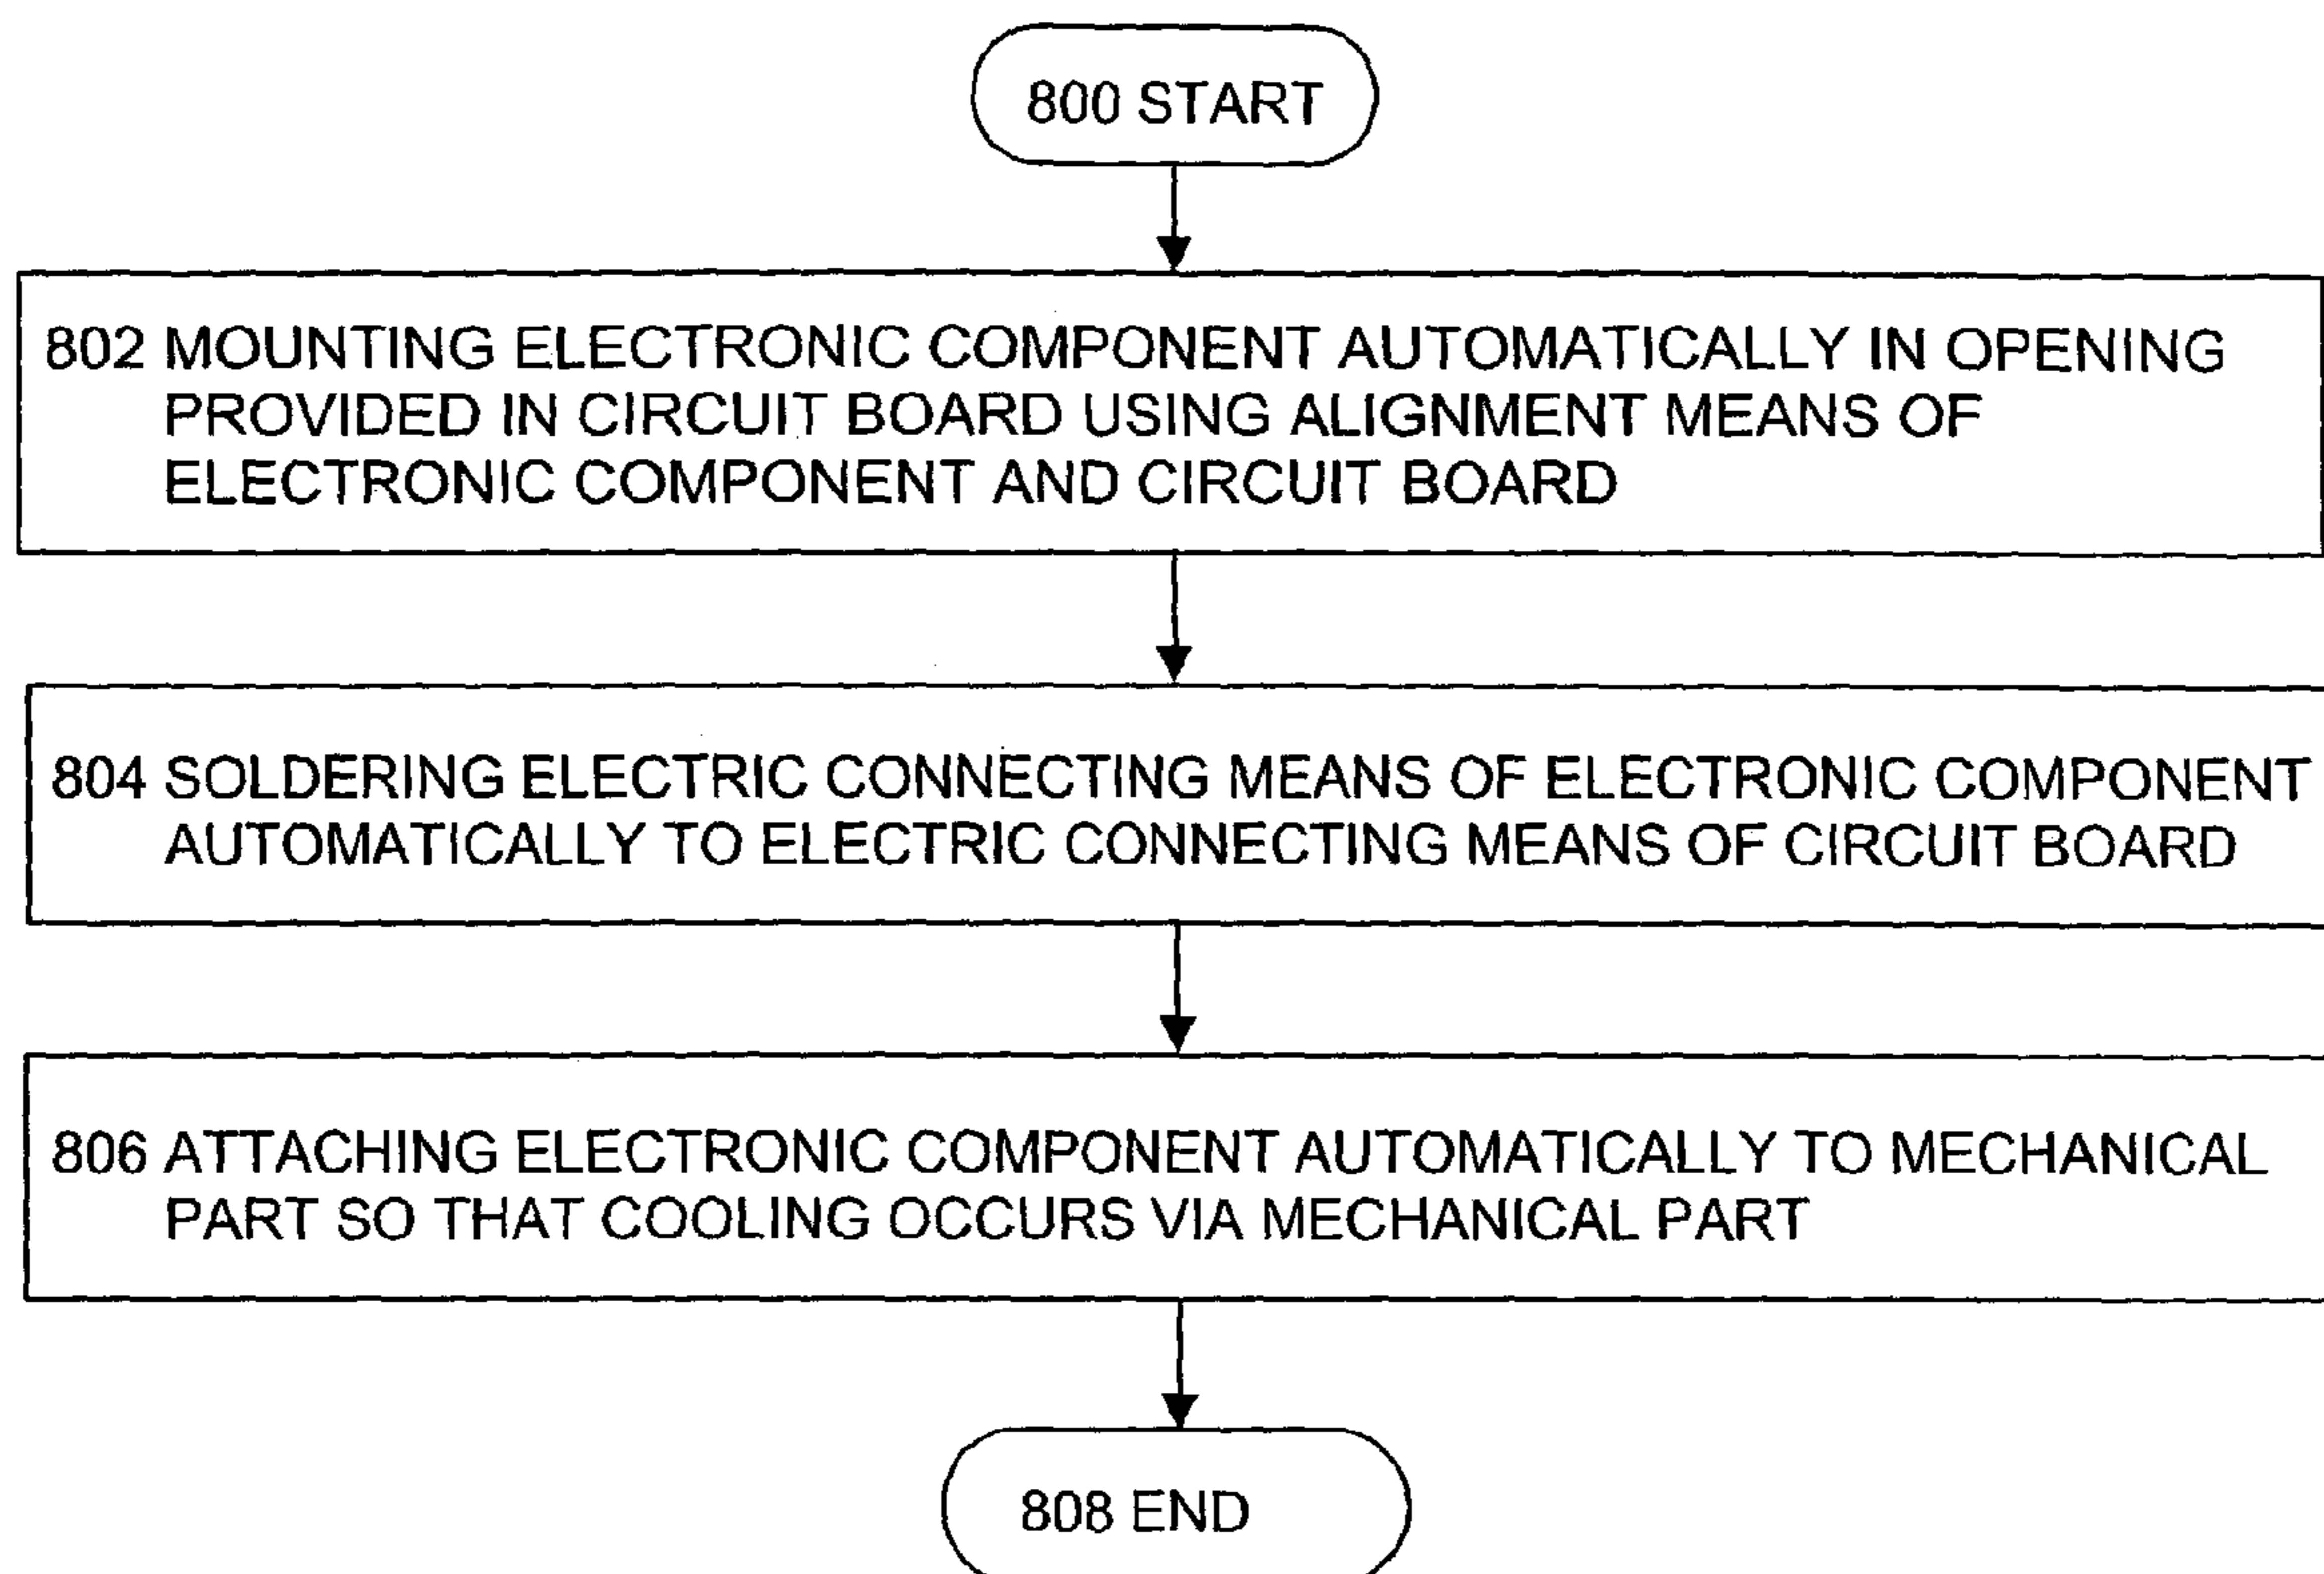 800 START
802 MOUNTING ELECTRONIC COMPONENT AUTOMATICALLY IN OPENING
PROVIDED IN CIRCUIT BOARD USING ALIGNMENT MEANS OF
ELECTRONIC COMPONENT AND CIRCUIT BOARD
804 SOLDERING ELECTRIC CONNECTING MEANS OF ELECTRONIC COMPONENT
AUTOMATICALLY TO ELECTRIC CONNECTING MEANS OF CIRCUIT BOARD
806 ATTACHING ELECTRONIC COMPONENT AUTOMATICALLY TO MECHANICAL
PART SO THAT COOLING OCCURS VIA MECHANICAL PART
808 END